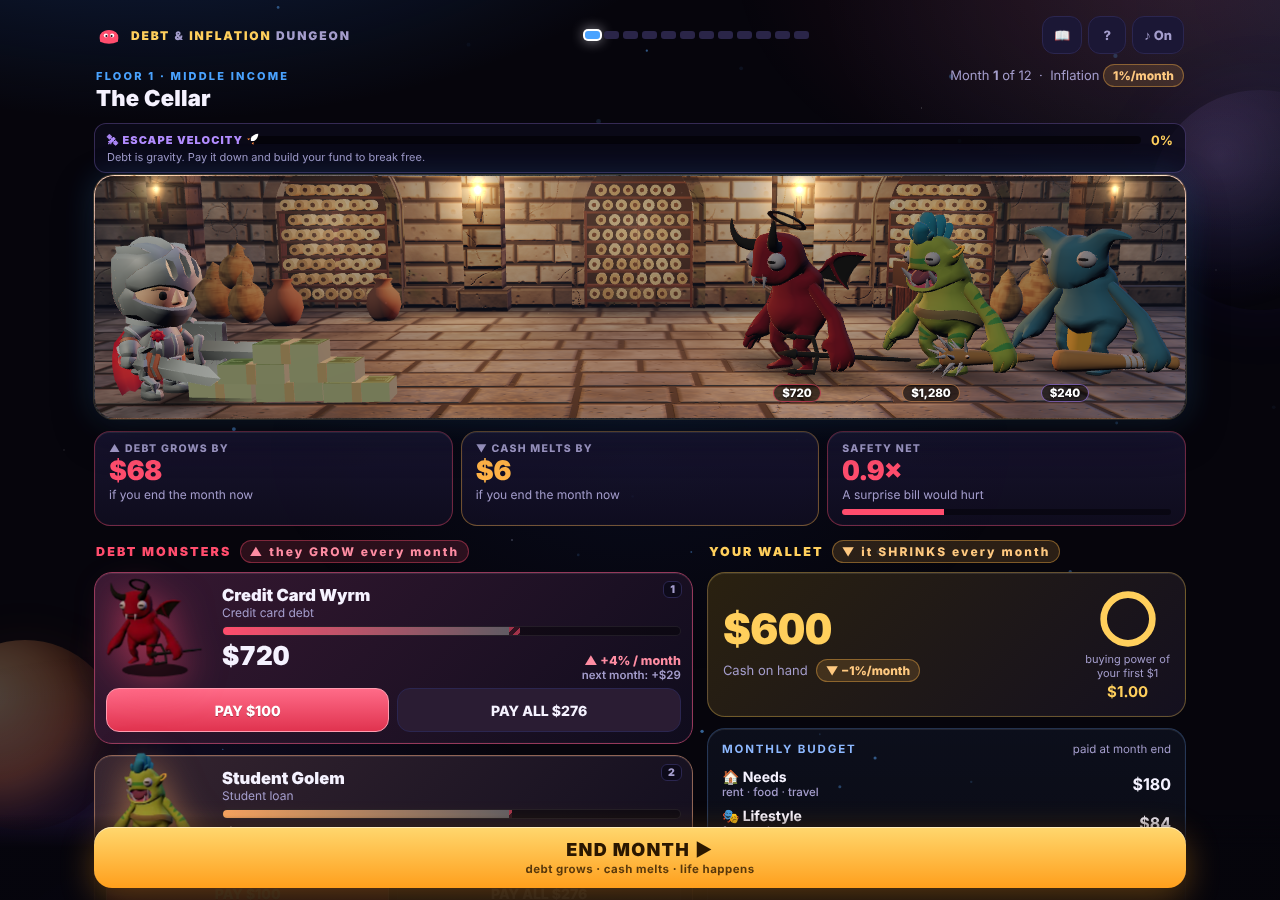 DEBT & INFLATION DUNGEON
? ♪ On
FLOOR 1 · MIDDLE INCOME
Month 1 of 12 · Inflation 1%/month
The Cellar
ESCAPE VELOCITY 0%
Debt is gravity. Pay it down and build your fund to break free.
$720 $1,280 $240
▲ DEBT GROWS BY
$68
if you end the month now
▼ CASH MELTS BY
$6
if you end the month now
SAFETY NET
0.9×
A surprise bill would hurt
DEBT MONSTERS ▲ they GROW every month
Credit Card Wyrm 1
Credit card debt
$720
▲ +4% / month
next month: +$29
PAY $100 PAY ALL $276
Student Golem 2
Student loan
YOUR WALLET ▼ it SHRINKS every month
$600
Cash on hand ▼ −1%/month
buying power of
your first $1
$1.00
MONTHLY BUDGET paid at month end
🏠 Needs $180
rent · food · travel
🎭 Lifestyle $84
END MONTH ▶
debt grows · cash melts · life happens
PAY ALL $276